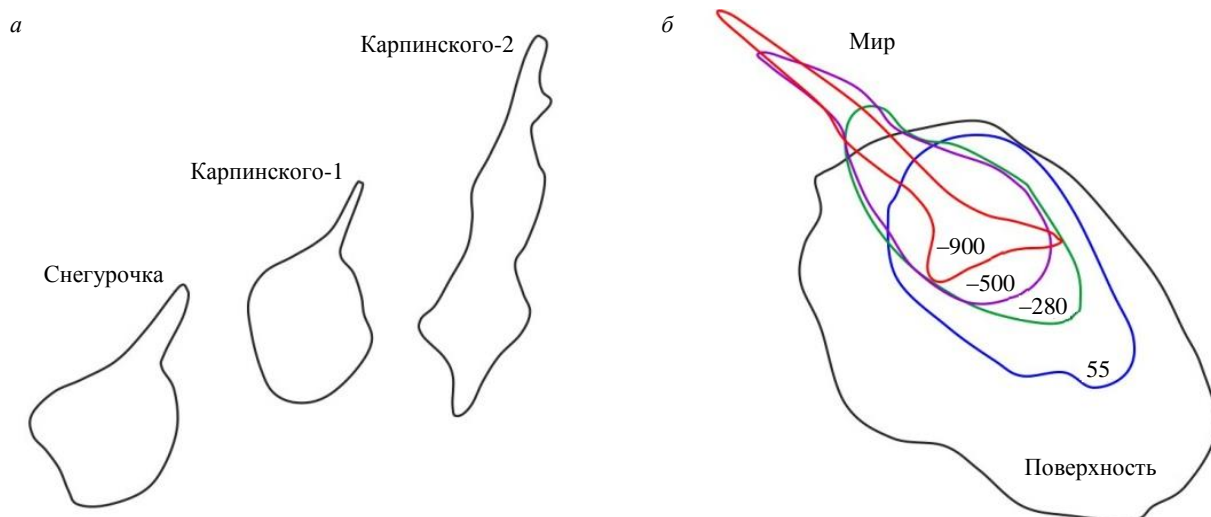 а
Карпинского-2
Карпинского-1
Снегурочка
б
Мир
–900
–500
–280
55
Поверхность